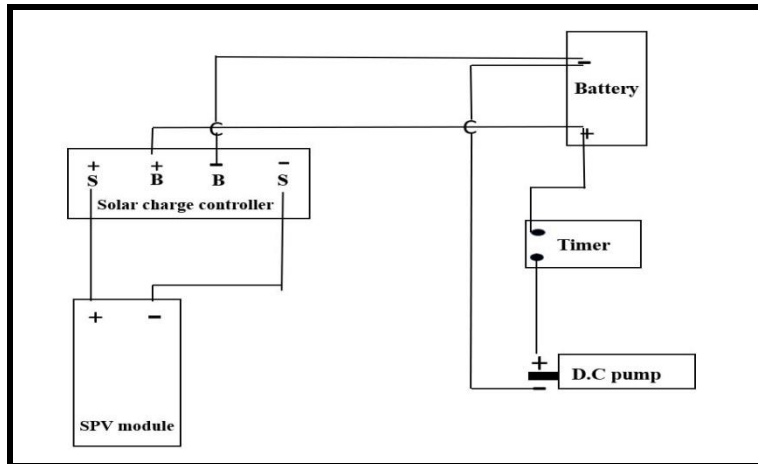 -
Battery
+
+ + - -
S B B S
Solar charge controller
Timer
+ -
+
D.C pump
-
SPV module